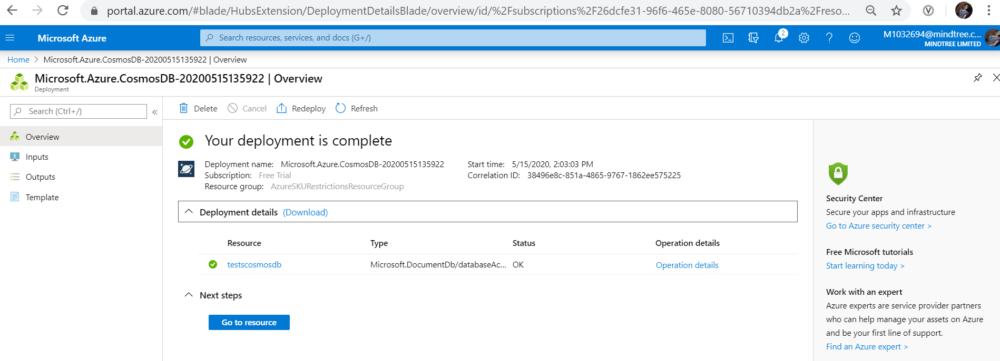 portal.azure.com/#blade/HubsExtension/DeploymentDetailsBlade/overview/id/%2Fsubscriptions%2F26dcfe31-96f6-465e-8080-56710394db2a%2Freso...
V
Microsoft Azure
Search resources, services, and docs (G+/)
2
M1032694@mindtree.c...
MINDTREE LIMITED
Home > Microsoft.Azure.CosmosDB-20200515135922 | Overview
Microsoft.Azure.CosmosDB-20200515135922 | Overview
Deployment
Search (Ctrl+/)
«
Overview
Inputs
Outputs
Template
Delete
Cancel
Redeploy
Refresh
Your deployment is complete
Deployment name: Microsoft.Azure.CosmosDB-20200515135922
Subscription: Free Trial
Resource group: AzureSKURestrictionsResourceGroup
Start time: 5/15/2020, 2:03:03 PM
Correlation ID: 38496e8c-851a-4865-9767-1862ee575225
Deployment details (Download)
Resource Type Status Operation details
testscosmosdb Microsoft.DocumentDb/databaseAc... OK Operation details
Next steps
Go to resource
Security Center
Secure your apps and infrastructure
Go to Azure security center >
Free Microsoft tutorials
Start learning today >
Work with an expert
Azure experts are service provider partners
who can help manage your assets on Azure
and be your first line of support.
Find an Azure expert >